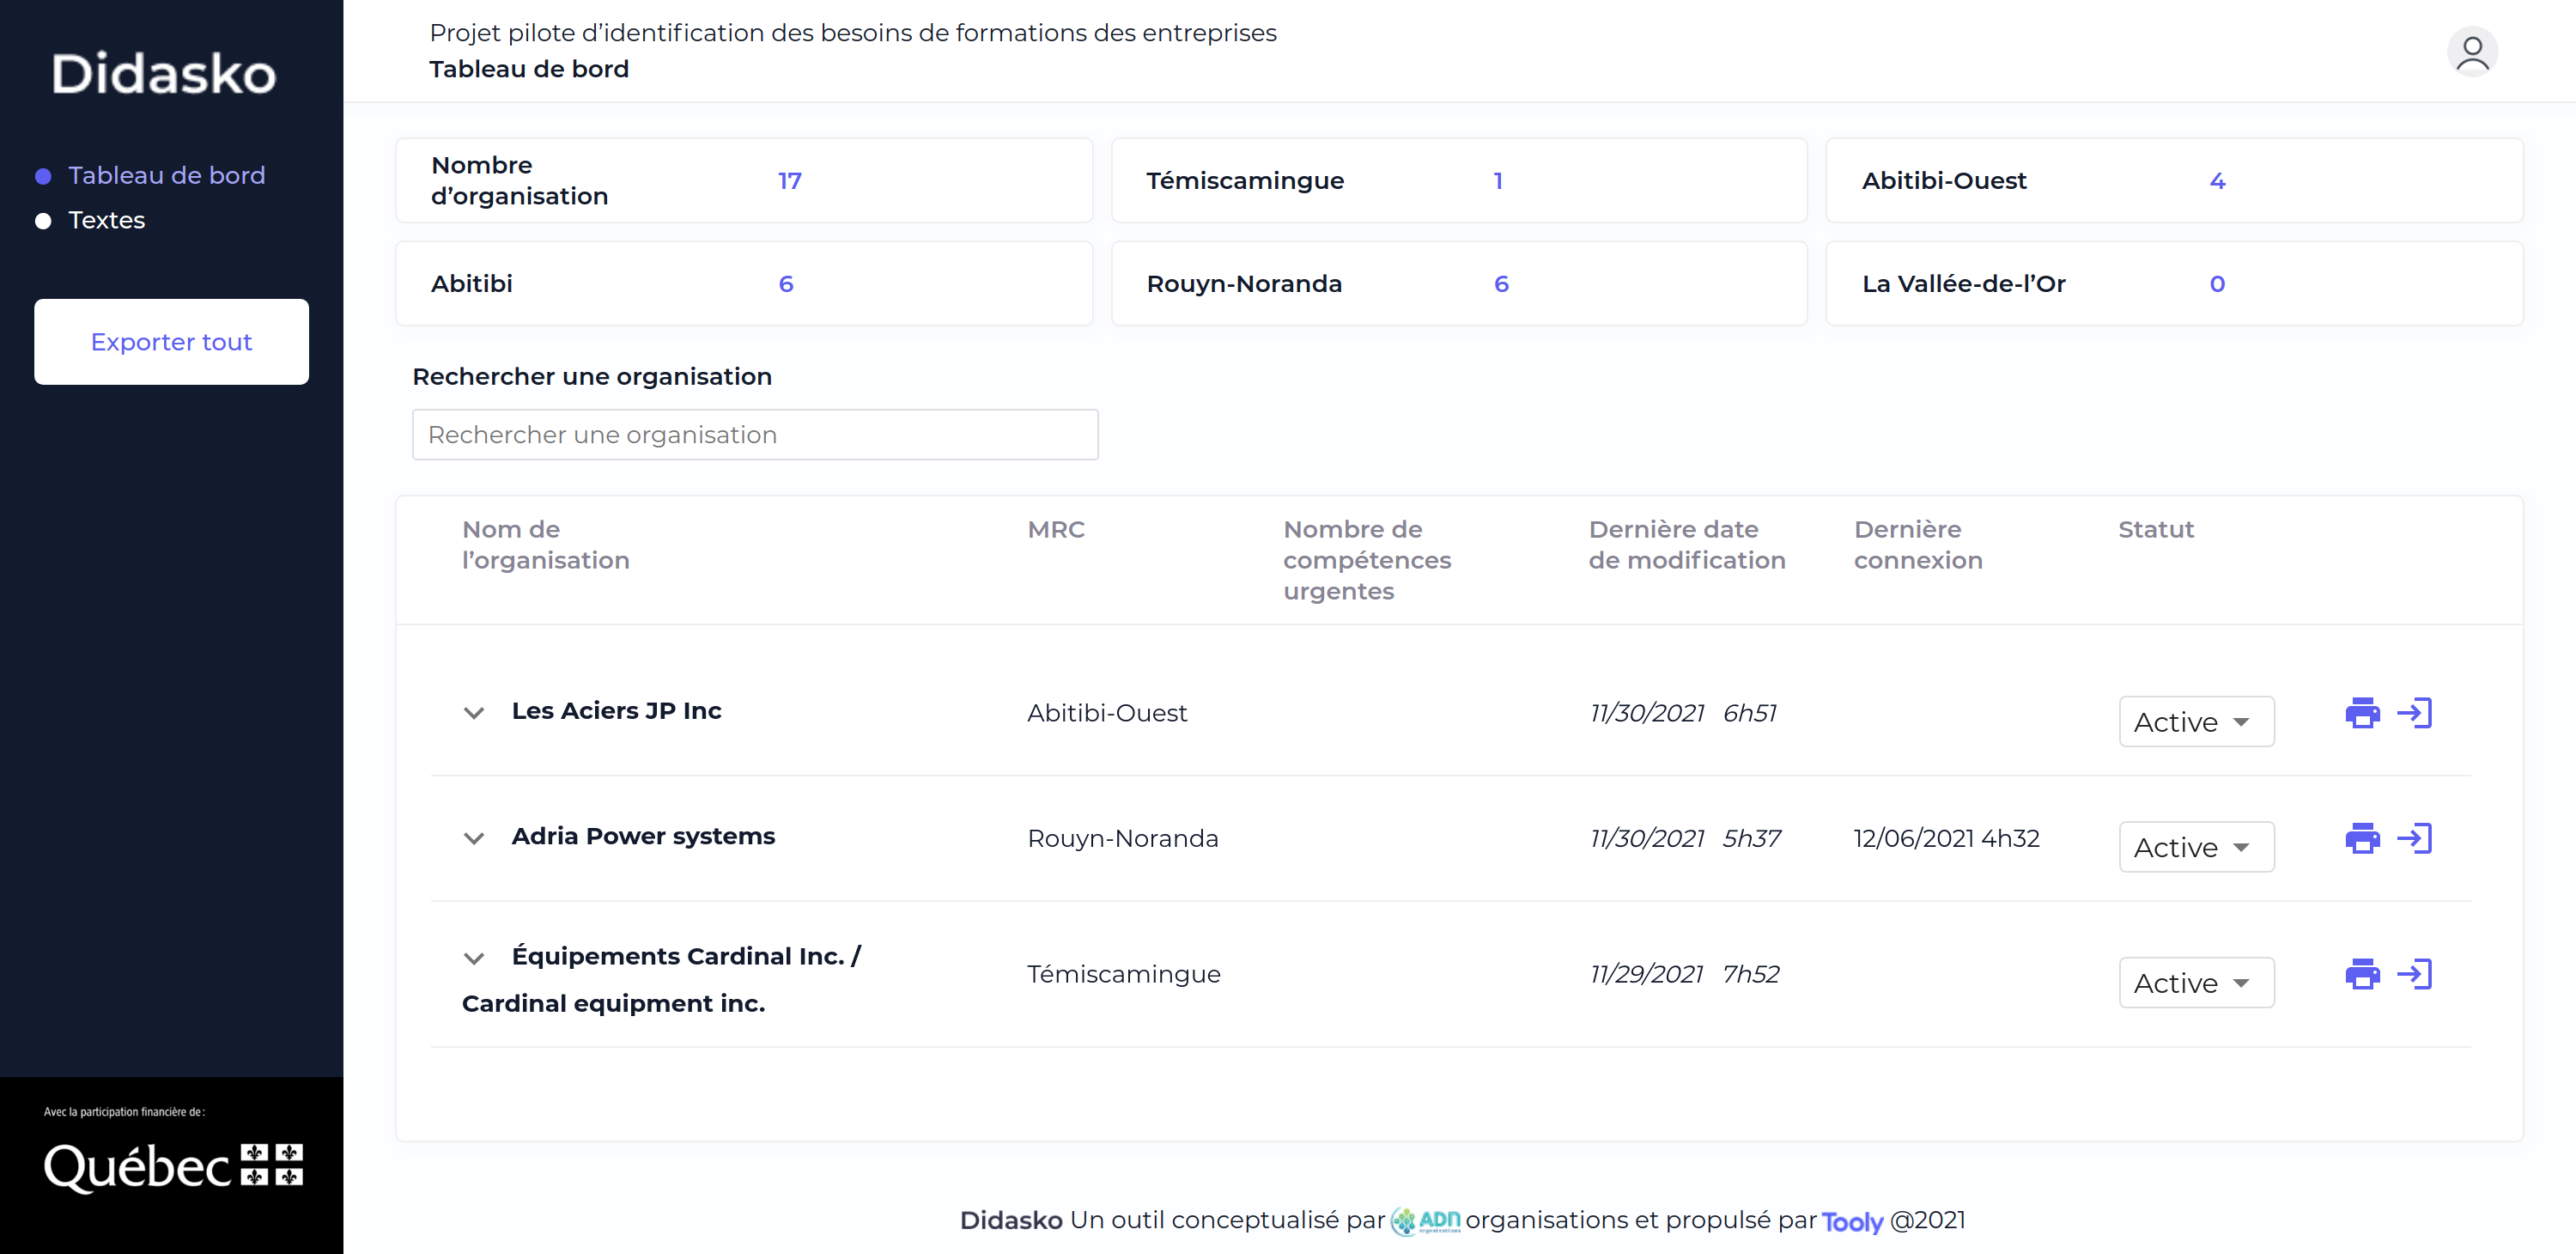 Didasko
Tableau de bord
Textes
Exporter tout
Avec la participation financière de :
Québec
Projet pilote d’identification des besoins de formations des entreprises
Tableau de bord
Nombre
d’organisation
17
Témiscamingue
1
Abitibi-Ouest
4
Abitibi
6
Rouyn-Noranda
6
La Vallée-de-l’Or
0
Rechercher une organisation
Rechercher une organisation
Nom de
l’organisation
MRC
Nombre de
compétences
urgentes
Dernière date
de modification
Dernière
connexion
Statut
Les Aciers JP Inc
Abitibi-Ouest
11/30/2021 6h51
Active
Adria Power systems
Rouyn-Noranda
11/30/2021 5h37
12/06/2021 4h32
Active
Équipements Cardinal Inc. /
Cardinal equipment inc.
Témiscamingue
11/29/2021 7h52
Active
Didasko Un outil conceptualisé par ADN organisations organisations et propulsé par Tooly @2021